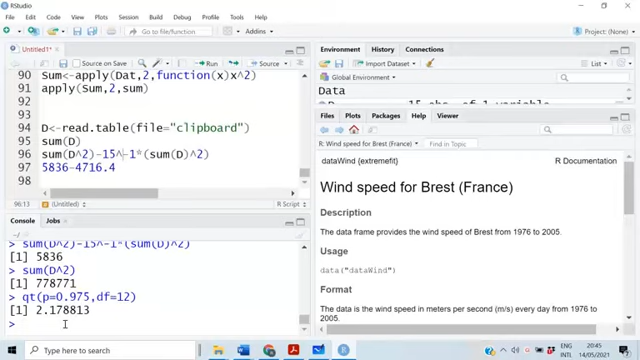 RStudio
File Edit Code View Plots Session Build Debug Profile Tools Help
Go to file/function
Addins
Project: (None)
Untitled1*
Source on Save
Run
Source
90 Sum<-apply(Dat,2,function(x)x^2)
91 apply(Sum,2,sum)
94 D<-read.table(file="clipboard")
95 sum(D)
96 sum(D^2)-15^-1*(sum(D)^2)
97 5836-4716.4
98
96:13 (Untitled) R Script
Console Jobs
> sum(D^2)-15^-1*(sum(D)^2)
[1] 5836
> sum(D^2)
[1] 778771
> qt(p=0.975,df=12)
[1] 2.178813
>
Environment History Connections
Import Dataset
List
Global Environment
Data
15 obs. of 1 variable
Files Plots Packages Help Viewer
R: Wind speed for Brest (France)
Find in Topic
dataWind {extremefit}
R Documentation
Wind speed for Brest (France)
Description
The data frame provides the wind speed of Brest from 1976 to 2005.
Usage
data("dataWind")
Format
The data is the wind speed in meters per second (m/s) every day from 1976 to
2005.
Type here to search
ENG
INTL
20:45
14/05/2021